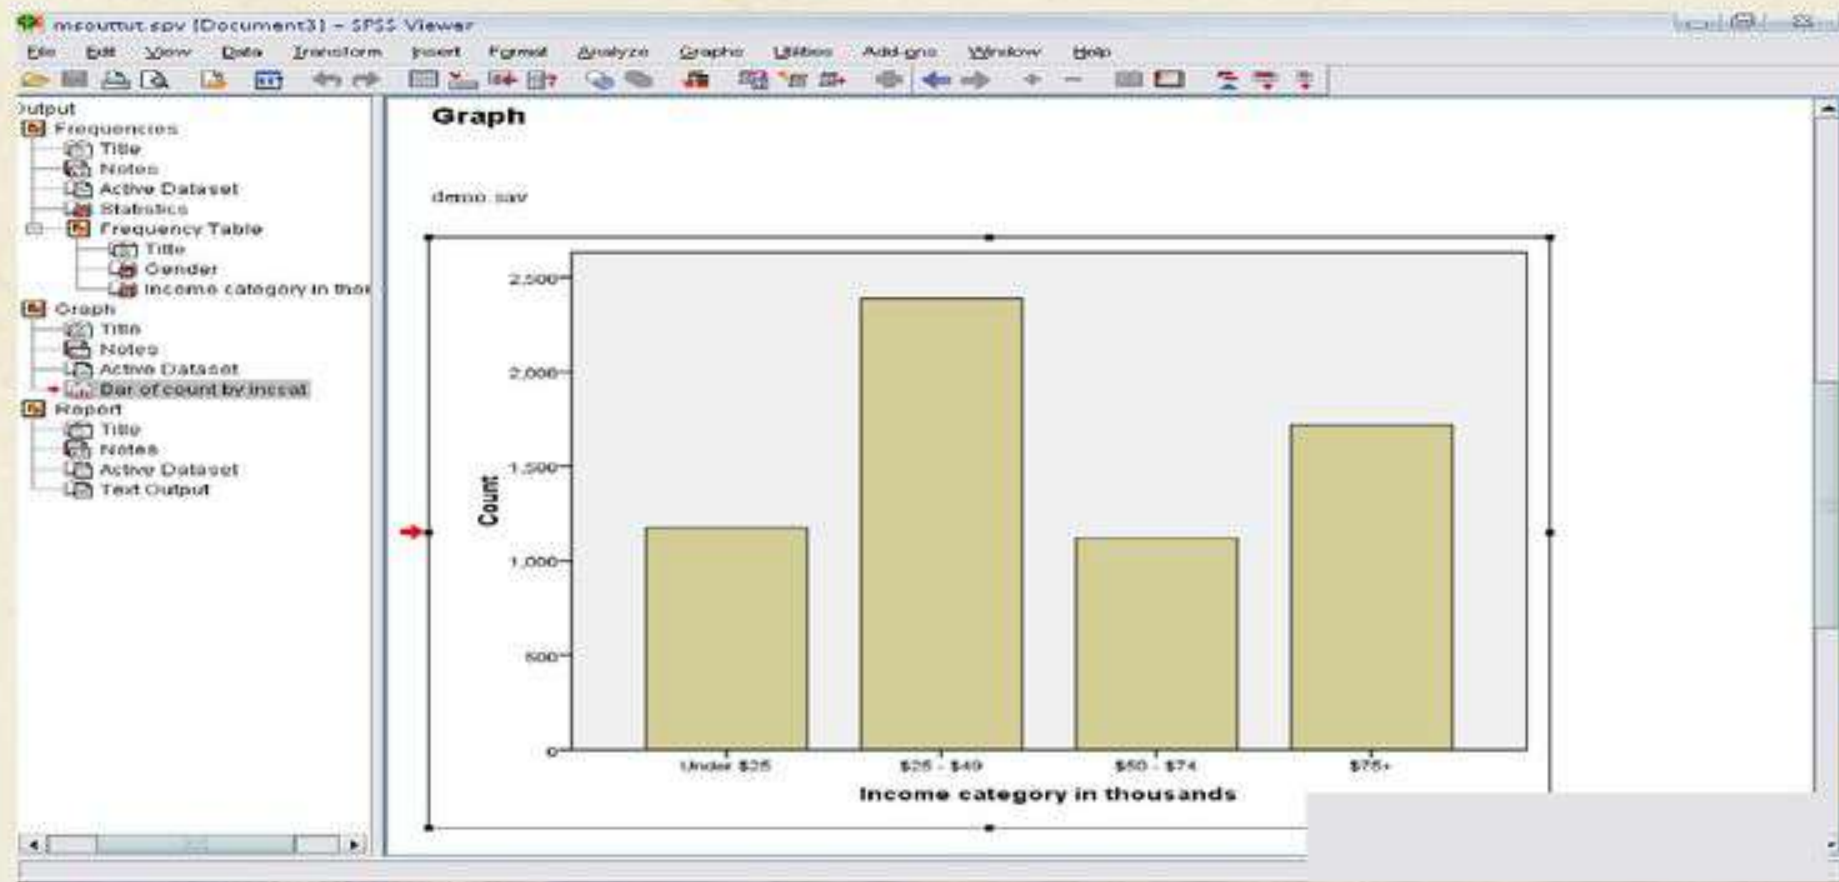 msouttut.spv [Document3] - SPSS Viewer
File Edit View Data Transform Insert Format Analyze Graphs Utilities Add-ons Window Help
Output
Frequencies
Title
Notes
Active Dataset
Statistics
Frequency Table
Title
Gender
Income category in thou
Graph
Title
Notes
Active Dataset
Bar of count by inccat
Report
Title
Notes
Active Dataset
Text Output
Graph
demo.sav
2,500
2,000
1,500
1,000
500
0
Count
Under $25 $25 - $49 $50 - $74 $75+
Income category in thousands